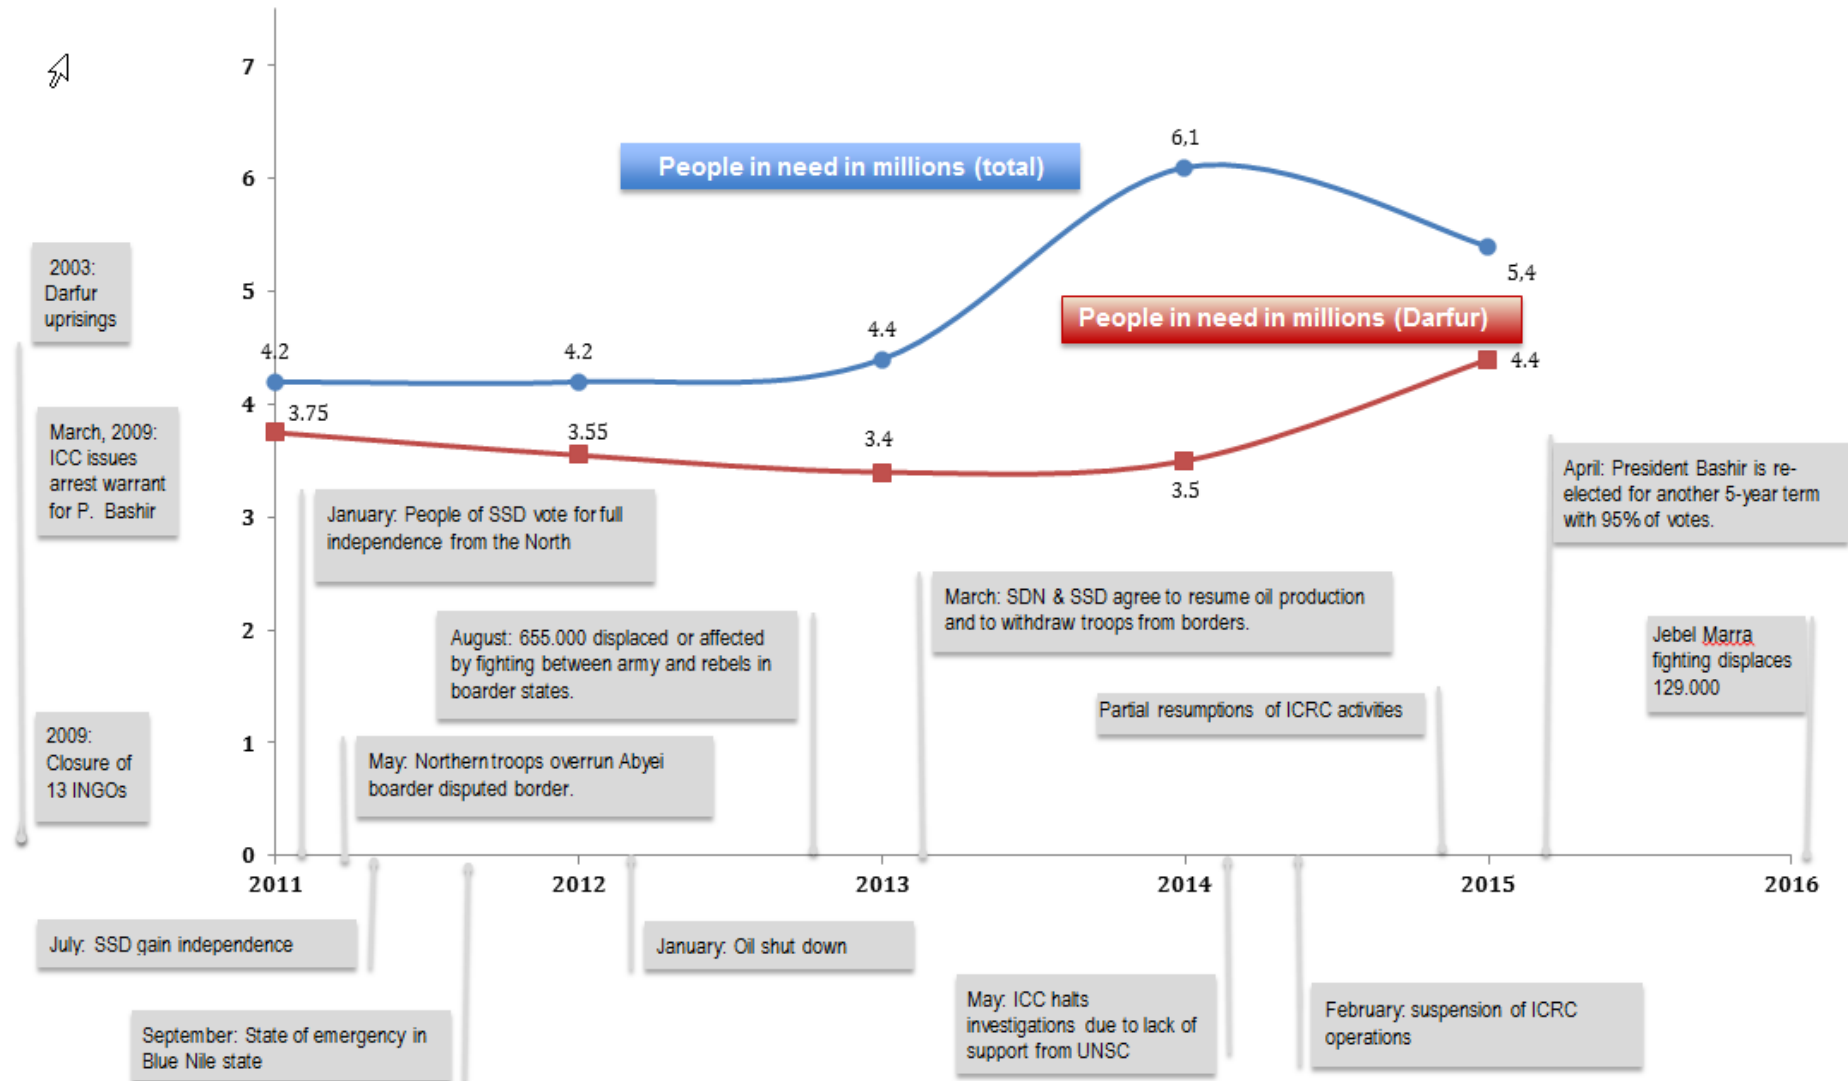 7
6,1
People in need in millions (total)
6
2003:
Darfur
uprisings
5
5,4
People in need in millions (Darfur)
4.2
4.2
4.4
4.4
4
3.75
3.55
3.4
3.5
March, 2009:
ICC issues
arrest warrant
for P. Bashir
April: President Bashir is re-
elected for another 5-year term
with 95% of votes.
3
January: People of SSD vote for full
independence from the North
March: SDN & SSD agree to resume oil production
and to withdraw troops from borders.
2
August: 655.000 displaced or affected
by fighting between army and rebels in
boarder states.
Jebel Marra
fighting displaces
129.000
Partial resumptions of ICRC activities
2009:
Closure of
13 INGOs
1
May: Northern troops overrun Abyei
boarder disputed border.
0
2011
2012
2013
2014
2015
2016
July: SSD gain independence
January: Oil shut down
September: State of emergency in
Blue Nile state
May: ICC halts
investigations due to lack of
support from UNSC
February: suspension of ICRC
operations